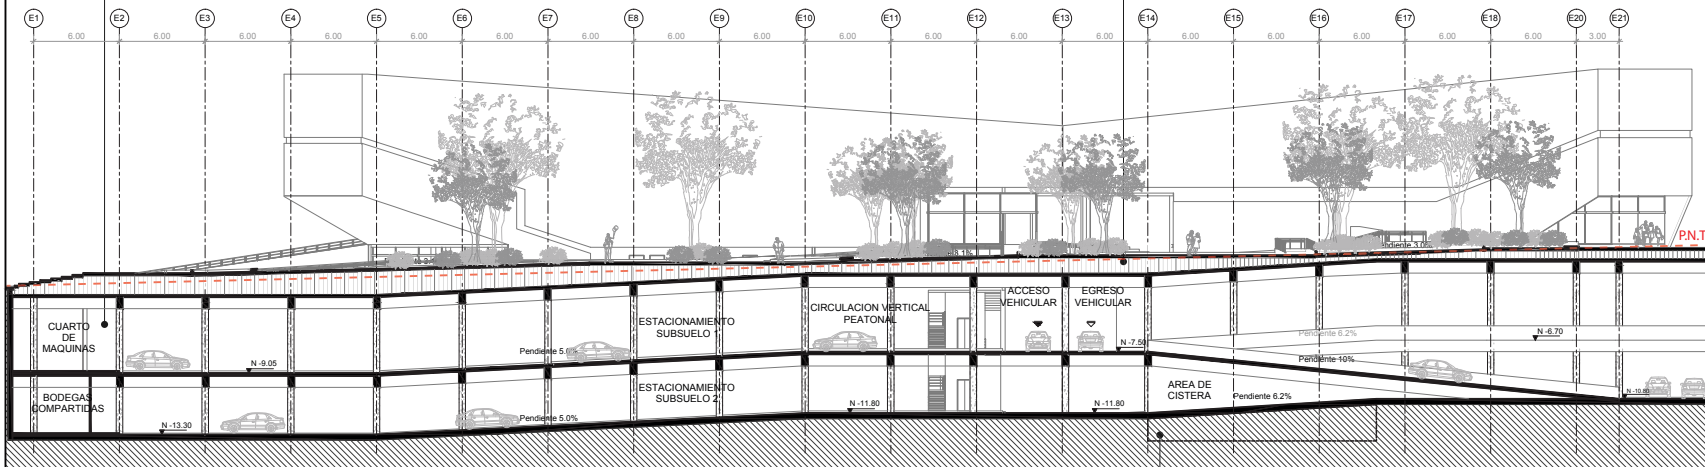 E1 E2 E3 E4 E5 E6 E7 E8 E9 E10 E11 E12 E13 E14 E15 E16 E17 E18 E20 E21
6.00 6.00 6.00 6.00 6.00 6.00 6.00 6.00 6.00 6.00 6.00 6.00 6.00 6.00 6.00 6.00 6.00 6.00 3.00
P.N.T
Pendiente 3.0%
CUARTO
DE
MAQUINAS
N -9.05
Pendiente 5.0%
ESTACIONAMIENTO
SUBSUELO 1
CIRCULACION VERTICAL
PEATONAL
ACCESO
VEHICULAR
EGRESO
VEHICULAR
N -7.50
Pendiente 6.2%
N -6.70
Pendiente 10%
BODEGAS
COMPARTIDAS
N -13.30
Pendiente 5.0%
ESTACIONAMIENTO
SUBSUELO 2
N -11.80
N -11.80
AREA DE
CISTERA
Pendiente 6.2%
N -10.80